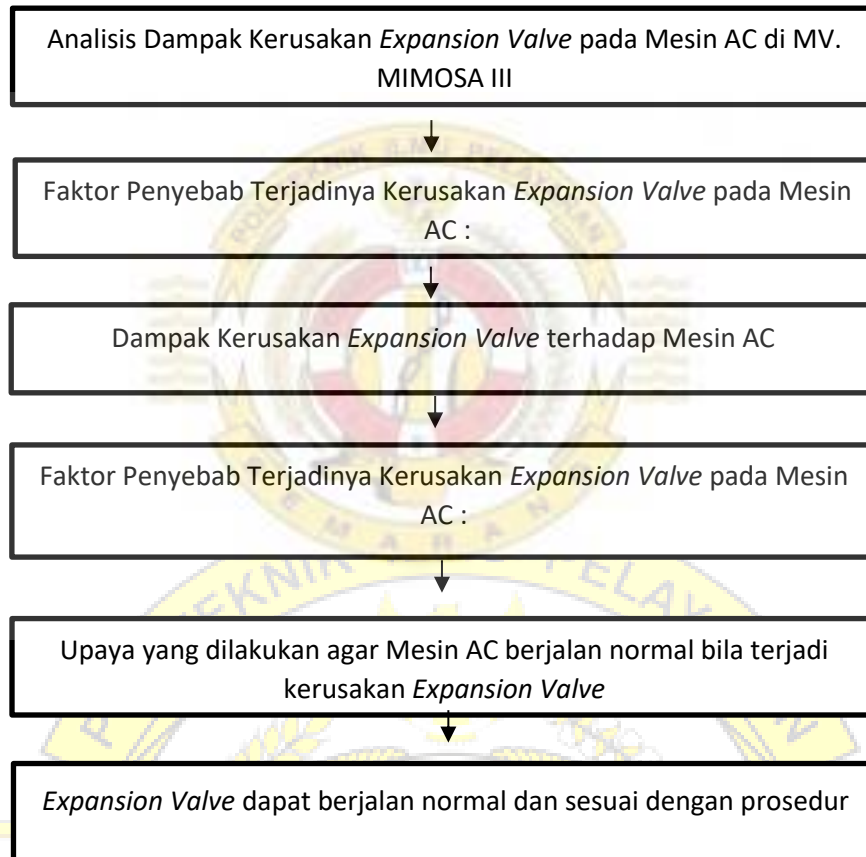 Analisis Dampak Kerusakan Expansion Valve pada Mesin AC di MV.
MIMOSA III
Faktor Penyebab Terjadinya Kerusakan Expansion Valve pada Mesin
AC :
Dampak Kerusakan Expansion Valve terhadap Mesin AC
Faktor Penyebab Terjadinya Kerusakan Expansion Valve pada Mesin
AC :
Upaya yang dilakukan agar Mesin AC berjalan normal bila terjadi
kerusakan Expansion Valve
Expansion Valve dapat berjalan normal dan sesuai dengan prosedur